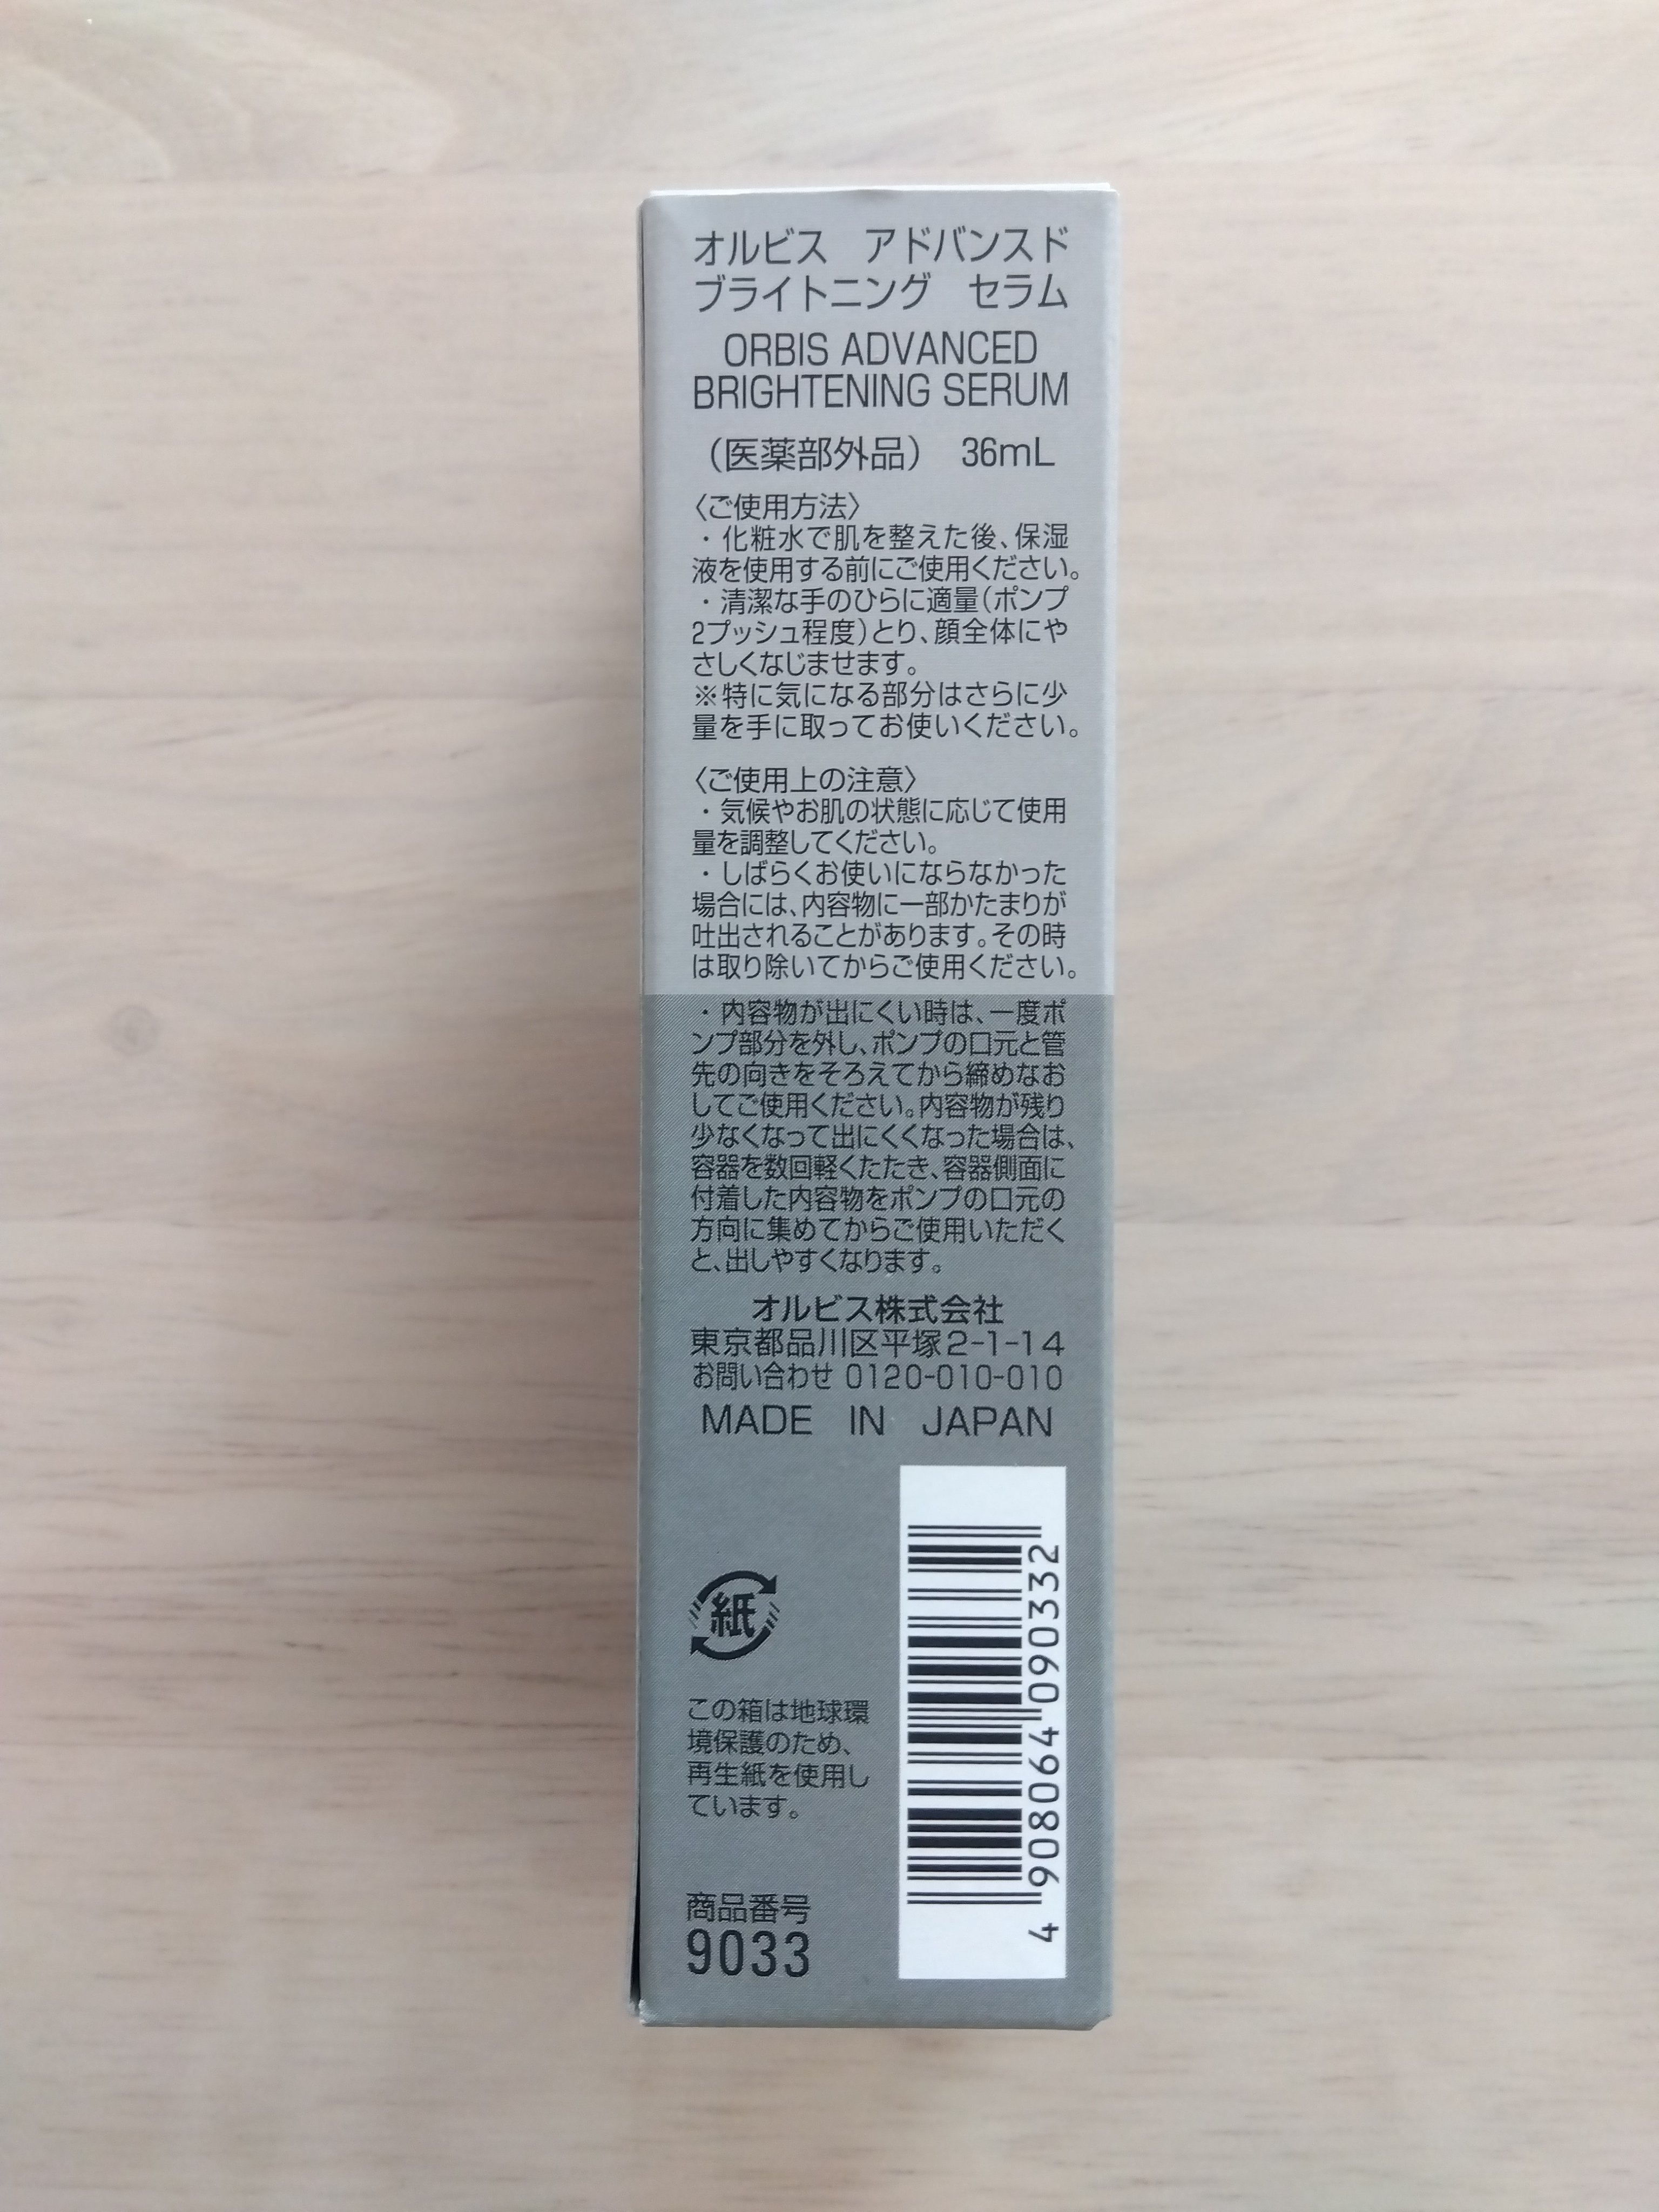 オルビス アドバンスド
ブライトニング セラム
ORBIS ADVANCED
BRIGHTENING SERUM
（医薬部外品） 36mL
〈ご使用方法〉
・化粧水で肌を整えた後、保湿
液を使用する前にご使用ください。
・清潔な手のひらに適量（ポンプ
2プッシュ程度）とり、顔全体にや
さしくなじませます。
※特に気になる部分はさらに少
量を手に取ってお使いください。
〈ご使用上の注意〉
・気候やお肌の状態に応じて使用
量を調整してください。
・しばらくお使いにならなかった
場合には、内容物に一部かたまりが
吐出されることがあります。その時
は取り除いてからご使用ください。
・内容物が出にくい時は、一度ポ
ンプ部分を外し、ポンプの口元と管
先の向きをそろえてから締めなお
してご使用ください。内容物が残り
少なくなって出にくくなった場合は、
容器を数回軽くたたき、容器側面に
付着した内容物をポンプの口元の
方向に集めてからご使用いただく
と、出しやすくなります。
オルビス株式会社
東京都品川区平塚2-1-14
お問い合わせ 0120-010-010
MADE IN JAPAN
紙
この箱は地球環
境保護のため、
再生紙を使用し
ています。
商品番号
9033
4 908064 090332